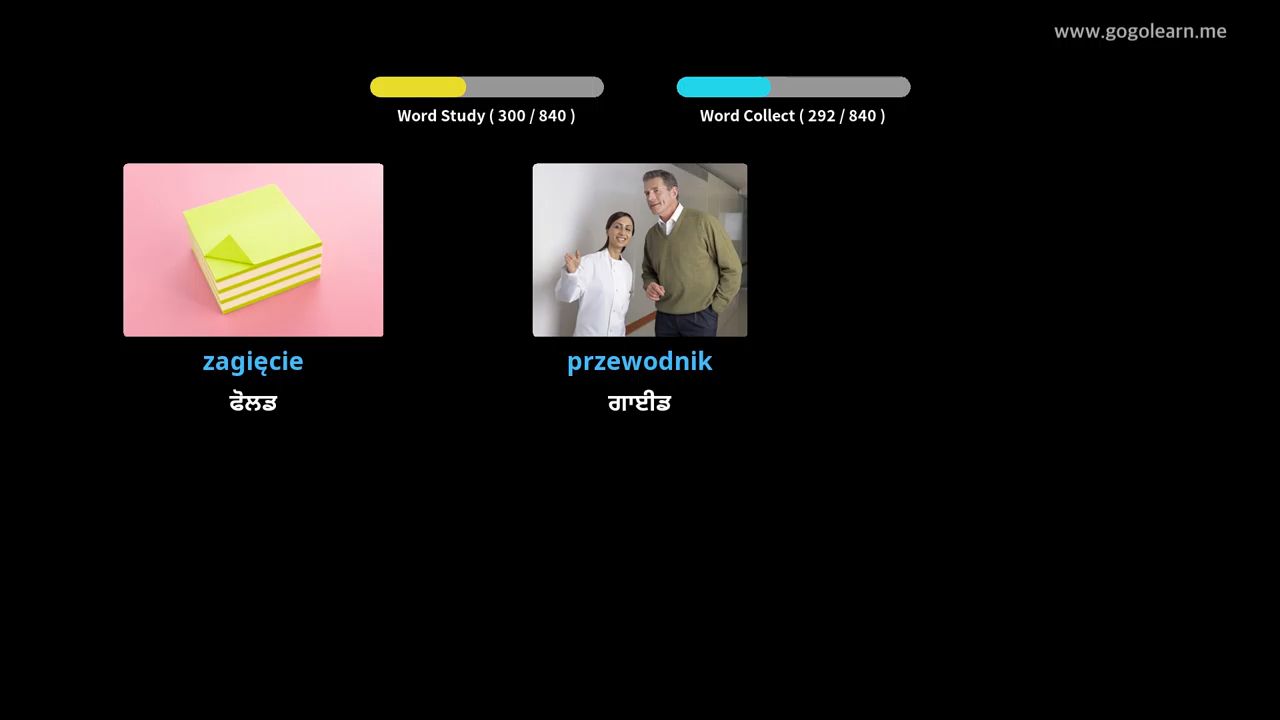 www.gogolearn.me
Word Study ( 300 / 840 )
Word Collect ( 292 / 840 )
zagięcie
ਫੋਲਡ
przewodnik
ਗਾਈਡ